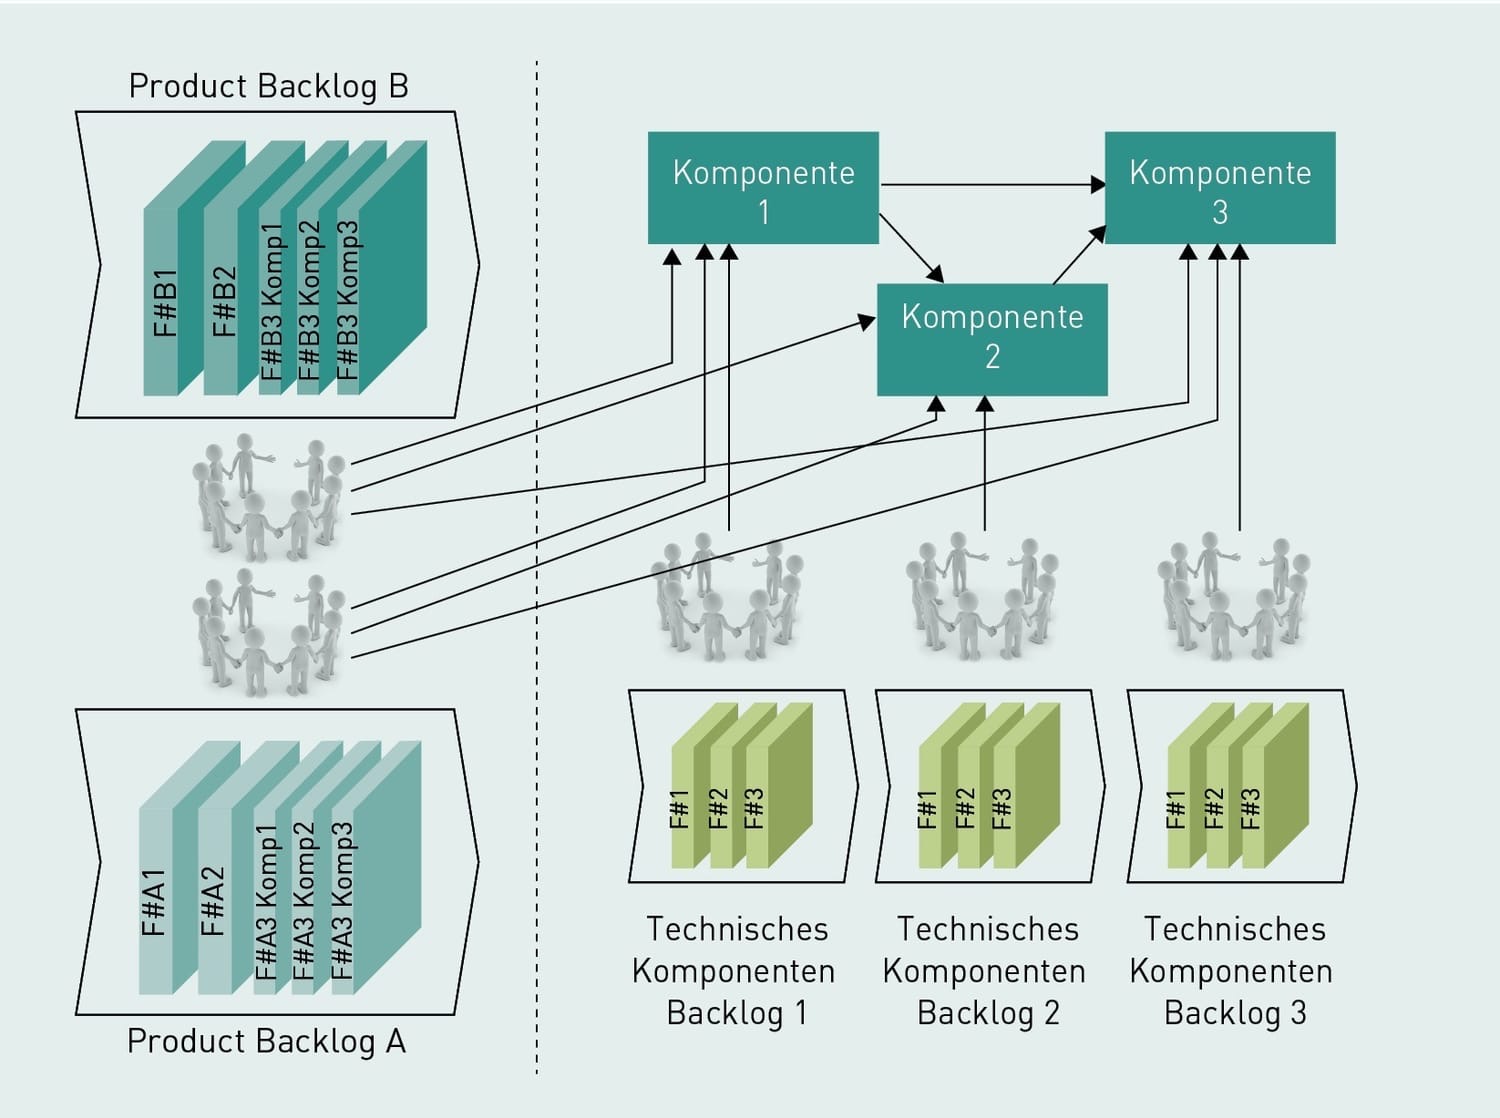 Product Backlog B
F#B1
F#B2
F#B3 Komp1
F#B3 Komp2
F#B3 Komp3
Komponente
1
Komponente
3
Komponente
2
F#A1
F#A2
F#A3 Komp1
F#A3 Komp2
F#A3 Komp3
Product Backlog A
F#1
F#2
F#3
F#1
F#2
F#3
F#1
F#2
F#3
Technisches
Komponenten
Backlog 1
Technisches
Komponenten
Backlog 2
Technisches
Komponenten
Backlog 3